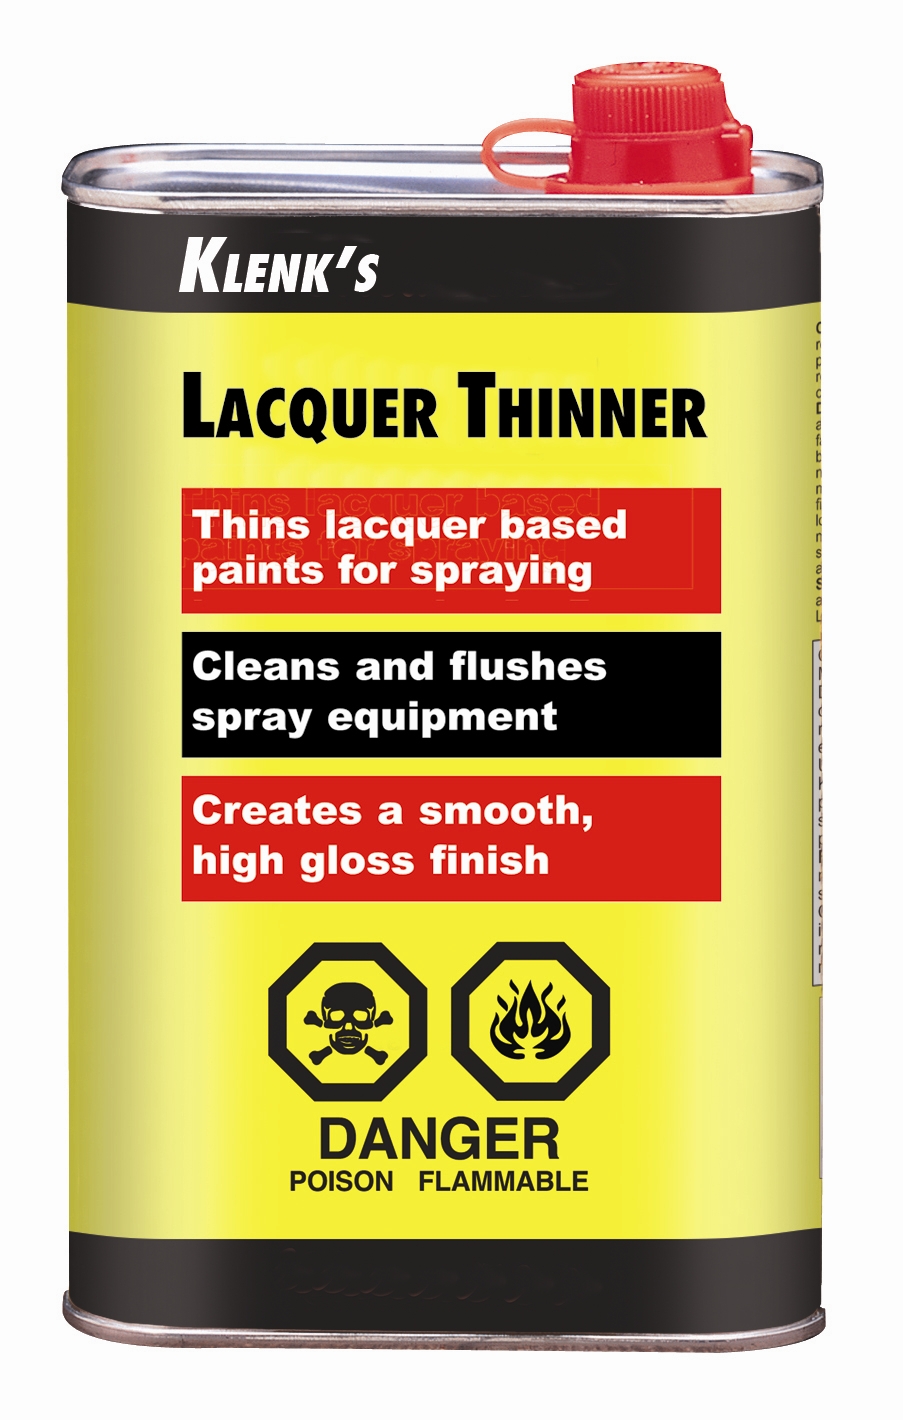 KLENK'S
LACQUER THINNER
Thins lacquer based
paints for spraying
Cleans and flushes
spray equipment
Creates a smooth,
high gloss finish
DANGER
POISON FLAMMABLE